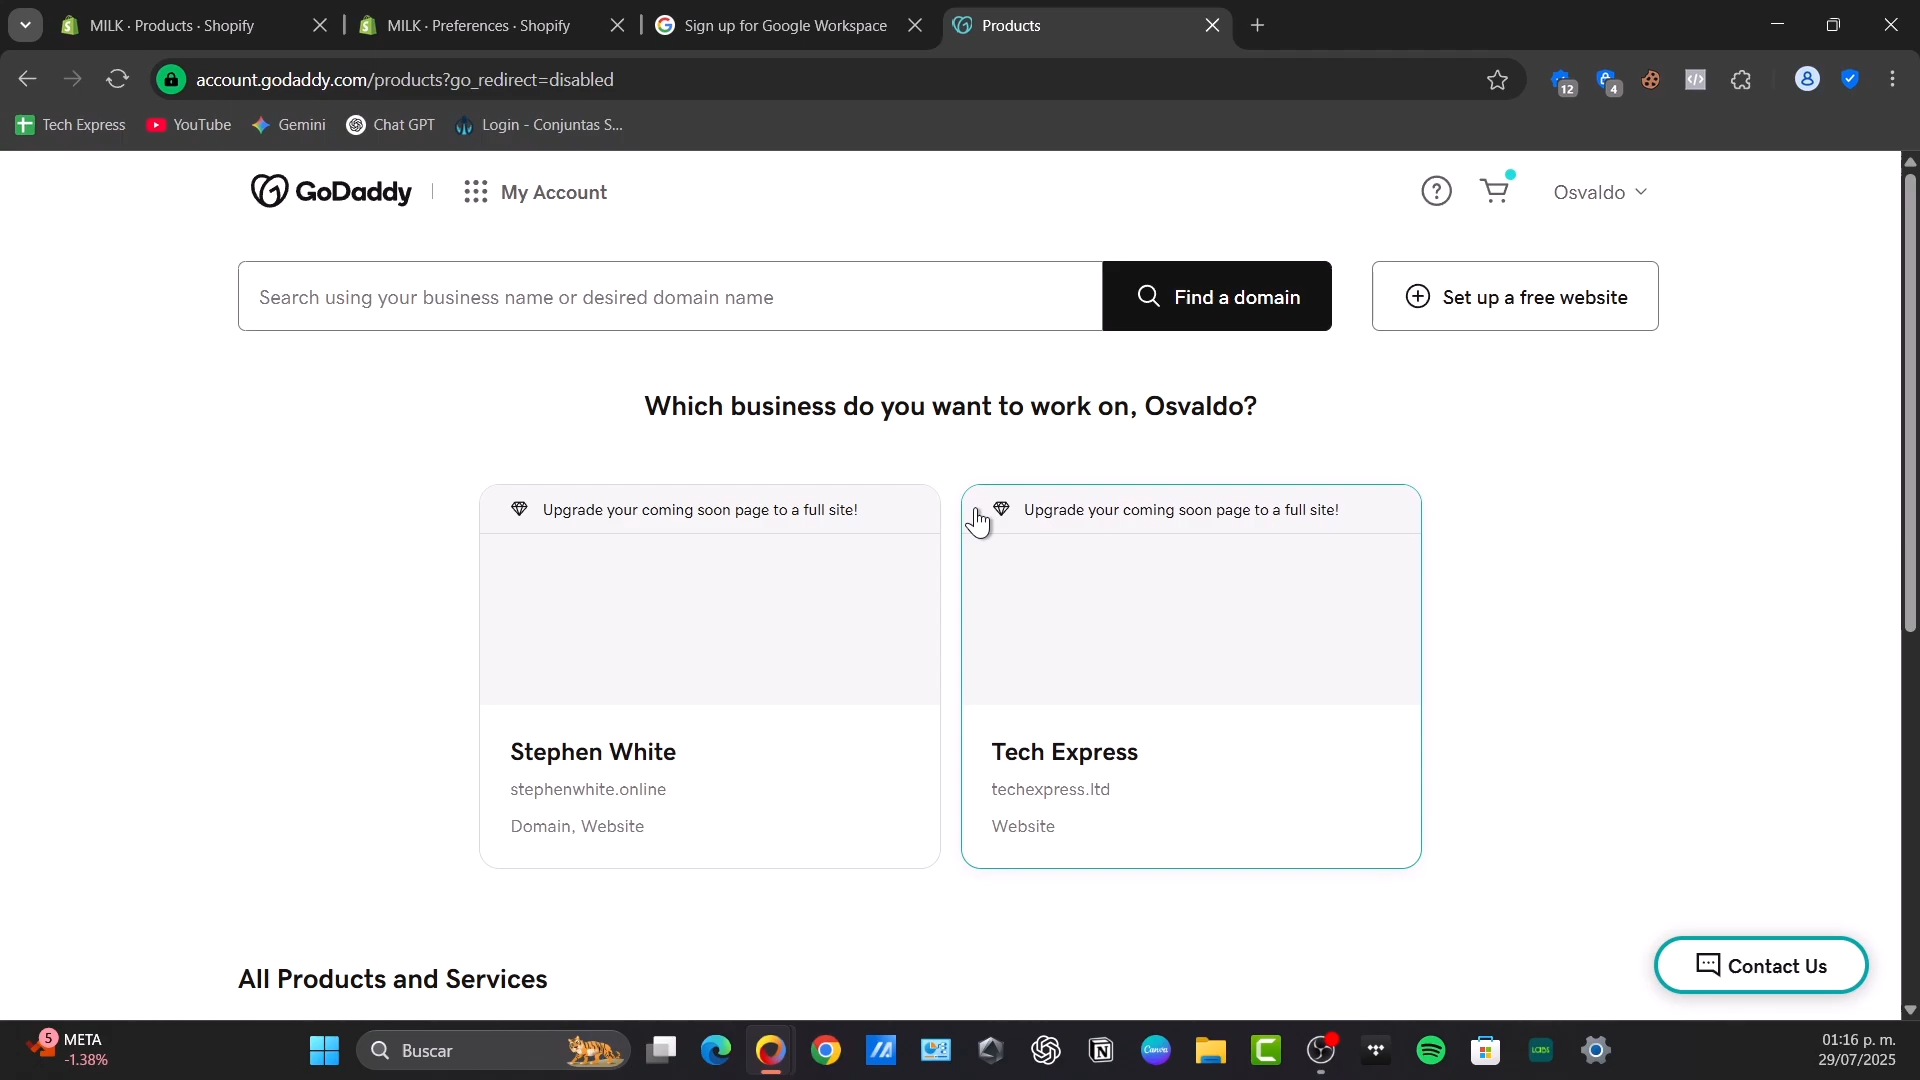 MILK · Products · Shopify
MILK · Preferences · Shopify
Sign up for Google Workspace
Products
account.godaddy.com/products?go_redirect=disabled
12
4
Tech Express
YouTube
Gemini
Chat GPT
Login - Conjuntas S...
GoDaddy
My Account
Osvaldo
Search using your business name or desired domain name
Find a domain
Set up a free website
Which business do you want to work on, Osvaldo?
Upgrade your coming soon page to a full site!
Stephen White
stephenwhite.online
Domain, Website
Upgrade your coming soon page to a full site!
Tech Express
techexpress.ltd
Website
All Products and Services
Contact Us
5
META
-1.38%
Buscar
Canva
LABS
01:16 p. m.
29/07/2025